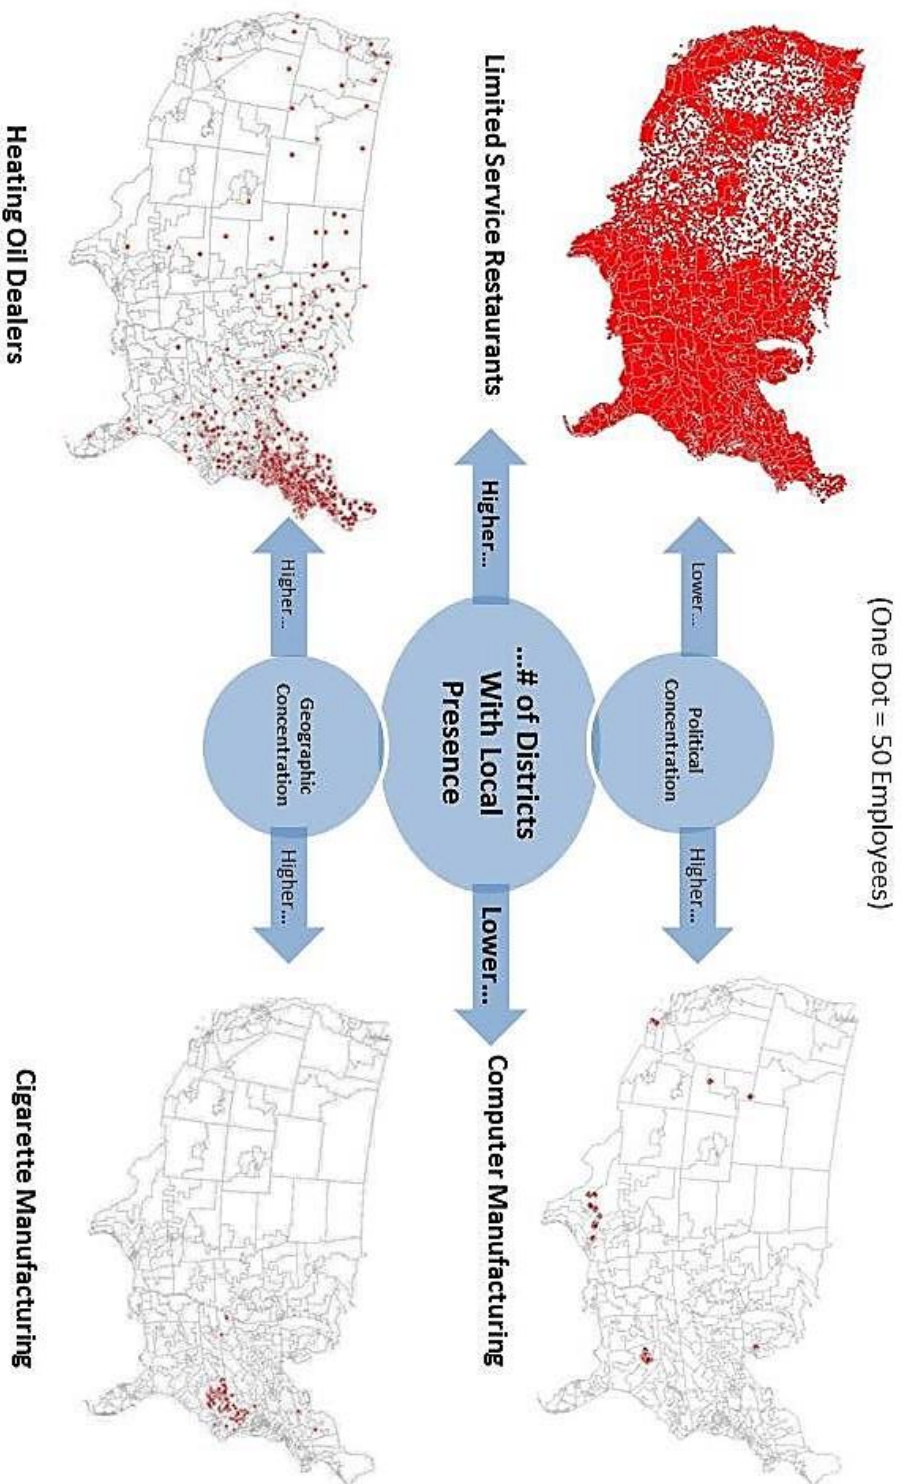 (One Dot = 50 Employees)
Lower...
Political
Concentration
Higher...
Limited Service Restaurants
Higher...
...# of Districts
With Local
Presence
Lower...
Computer Manufacturing
Higher...
Geographic
Concentration
Higher...
Heating Oil Dealers
Cigarette Manufacturing